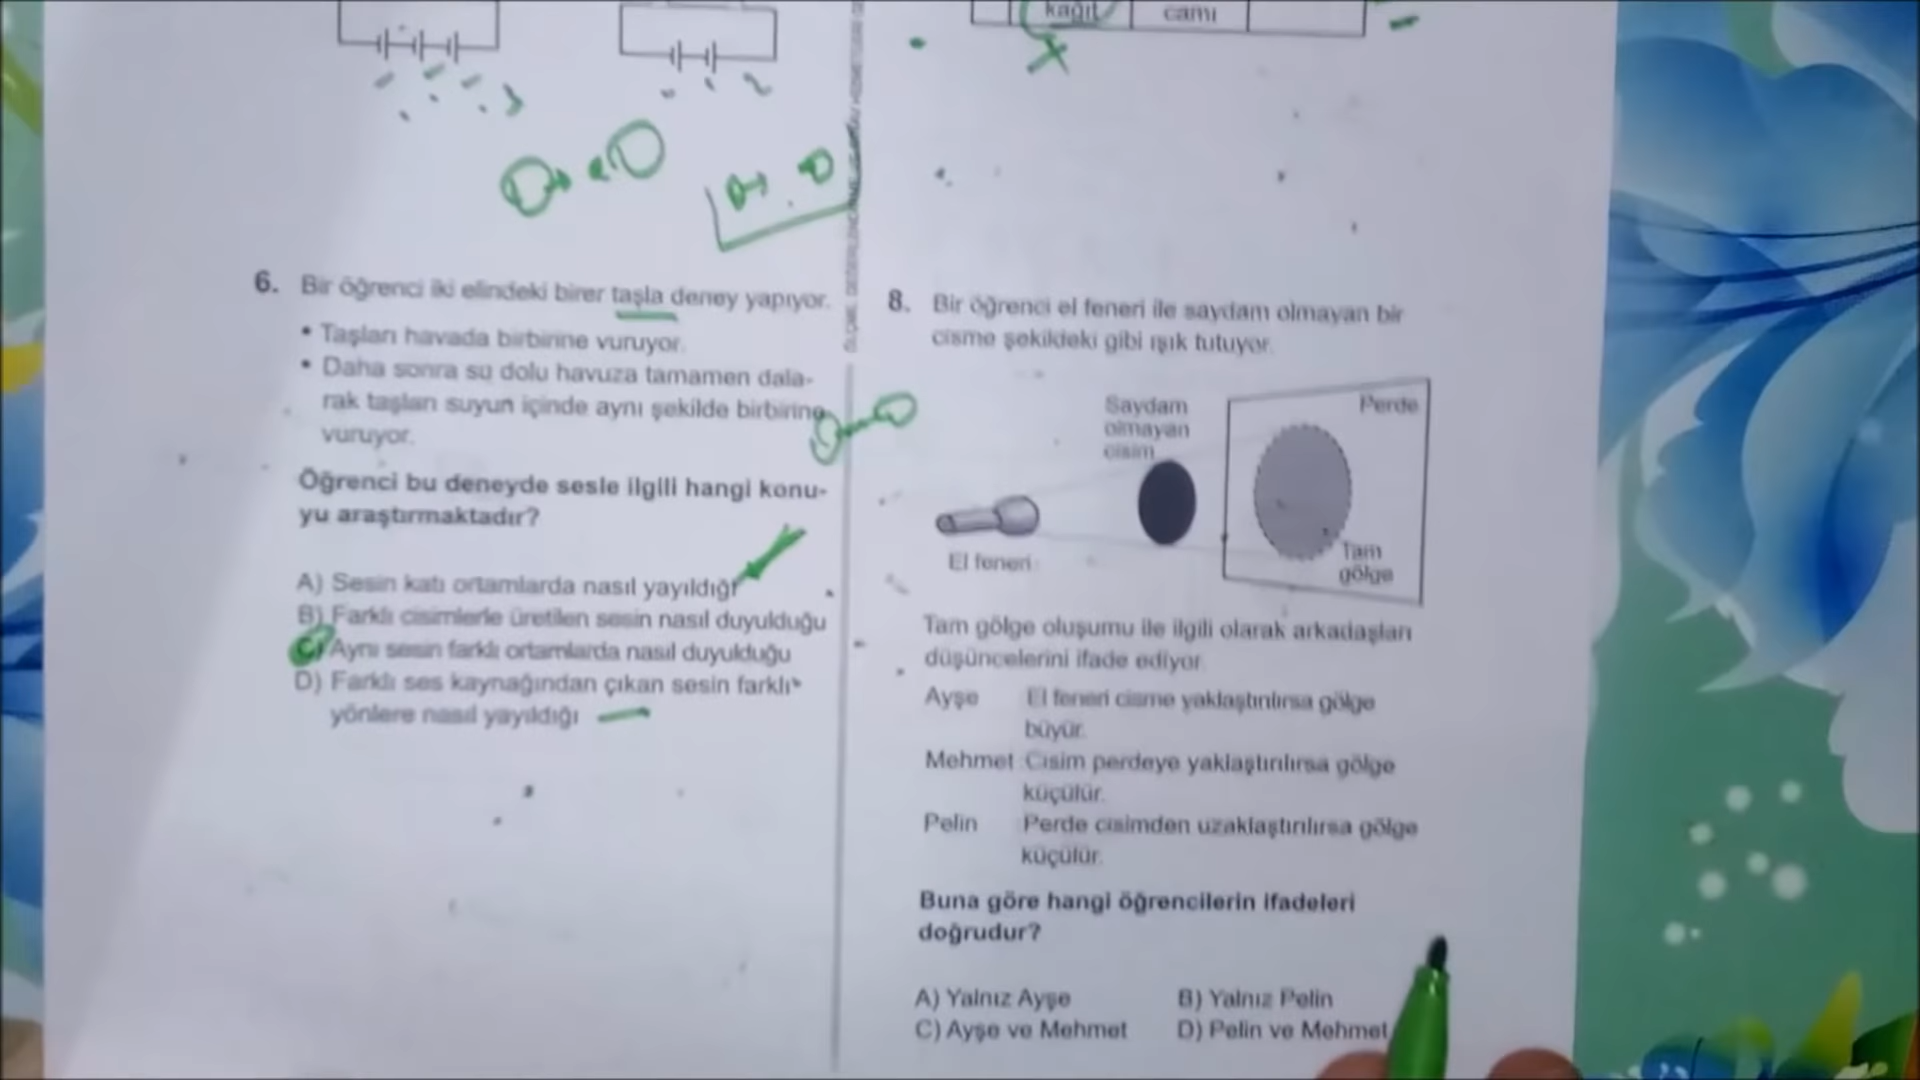 kağıt
camı
6. Bir öğrenci iki elindeki birer taşla deney yapıyor.
• Taşları havada birbirine vuruyor.
• Daha sonra su dolu havuza tamamen dala-
rak taşları suyun içinde aynı şekilde birbirine
vuruyor.
Öğrenci bu deneyde sesle ilgili hangi konu-
yu araştırmaktadır?
A) Sesin katı ortamlarda nasıl yayıldığı
B) Farklı cisimlerle üretilen sesin nasıl duyulduğu
C) Aynı sesin farklı ortamlarda nasıl duyulduğu
D) Farklı ses kaynağından çıkan sesin farklı
yönlere nasıl yayıldığı
8. Bir öğrenci el feneri ile saydam olmayan bir
cisme şekildeki gibi ışık tutuyor.
Saydam
olmayan
cisim
Perde
El feneri
Tam
gölge
Tam gölge oluşumu ile ilgili olarak arkadaşları
düşüncelerini ifade ediyor.
Ayşe El feneri cisme yaklaştırılırsa gölge
büyür.
Mehmet Cisim perdeye yaklaştırılırsa gölge
küçülür.
Pelin Perde cisimden uzaklaştırılırsa gölge
küçülür.
Buna göre hangi öğrencilerin ifadeleri
doğrudur?
A) Yalnız Ayşe B) Yalnız Pelin
C) Ayşe ve Mehmet D) Pelin ve Mehmet